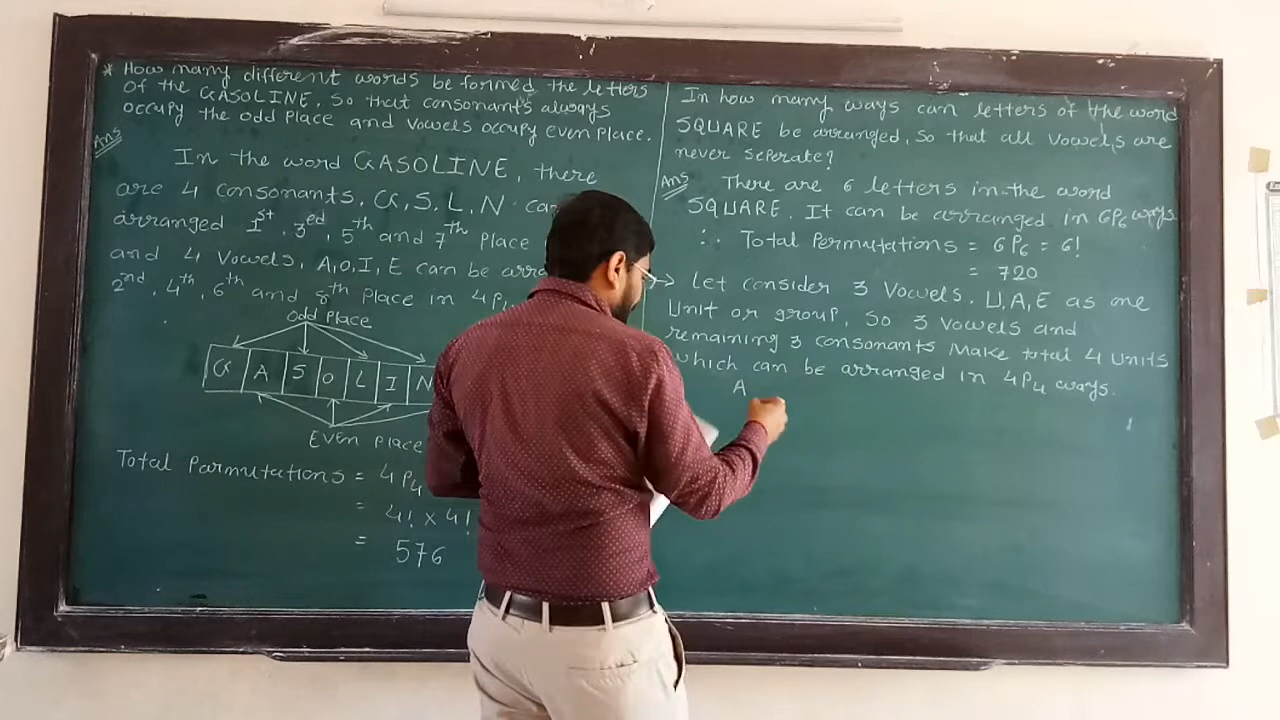 * How many different words be formed the letters
of the GASOLINE, so that consonants always
occupy the odd Place and Vowels occupy even Place.
Ans
In the word GASOLINE, there
are 4 consonants, G, S, L, N
arranged 1st, 3ed, 5th and 7th Place
and 4 Vowels, A, O, I, E can be
2nd, 4th, 6th and 8th Place in 4P
Odd Place
G A S O L I N
Even Place
Total Parmutations = 4P4
= 4! × 4!
= 576
In how many ways can letters of the word
SQUARE be arranged, so that all vowels are
never seperate?
Ans There are 6 letters in the word
SQUARE. It can be arranged in 6P6 ways
∴ Total Permutations = 6P6 = 6!
= 720
→ Let consider 3 Vowels. U, A, E as one
Unit or group, So 3 vowels and
remaining 3 consonants Make total 4 units
which can be arranged in 4P4 ways.
A